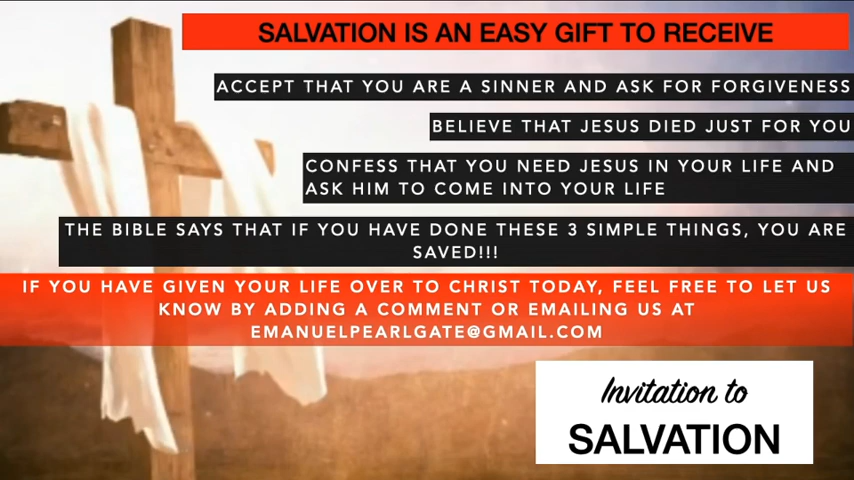 SALVATION IS AN EASY GIFT TO RECEIVE
ACCEPT THAT YOU ARE A SINNER AND ASK FOR FORGIVENESS
BELIEVE THAT JESUS DIED JUST FOR YOU
CONFESS THAT YOU NEED JESUS IN YOUR LIFE AND
ASK HIM TO COME INTO YOUR LIFE
THE BIBLE SAYS THAT IF YOU HAVE DONE THESE 3 SIMPLE THINGS, YOU ARE
SAVED!!!
IF YOU HAVE GIVEN YOUR LIFE OVER TO CHRIST TODAY, FEEL FREE TO LET US
KNOW BY ADDING A COMMENT OR EMAILING US AT
EMANUELPEARLGATE@GMAIL.COM
Invitation to
SALVATION